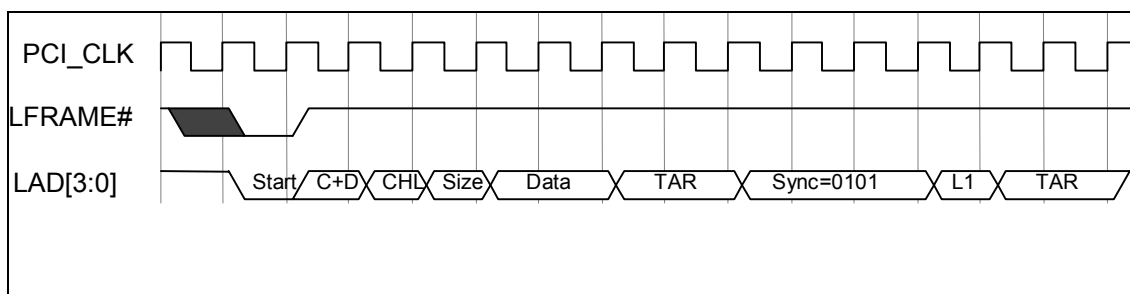 PCI_CLK
LFRAME#
LAD[3:0] Start C+D CHL Size Data TAR Sync=0101 L1 TAR